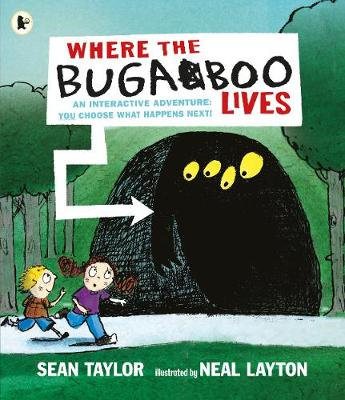 WHERE THE
BUGABOO
LIVES
AN INTERACTIVE ADVENTURE:
YOU CHOOSE WHAT HAPPENS NEXT!
SEAN TAYLOR illustrated by NEAL LAYTON